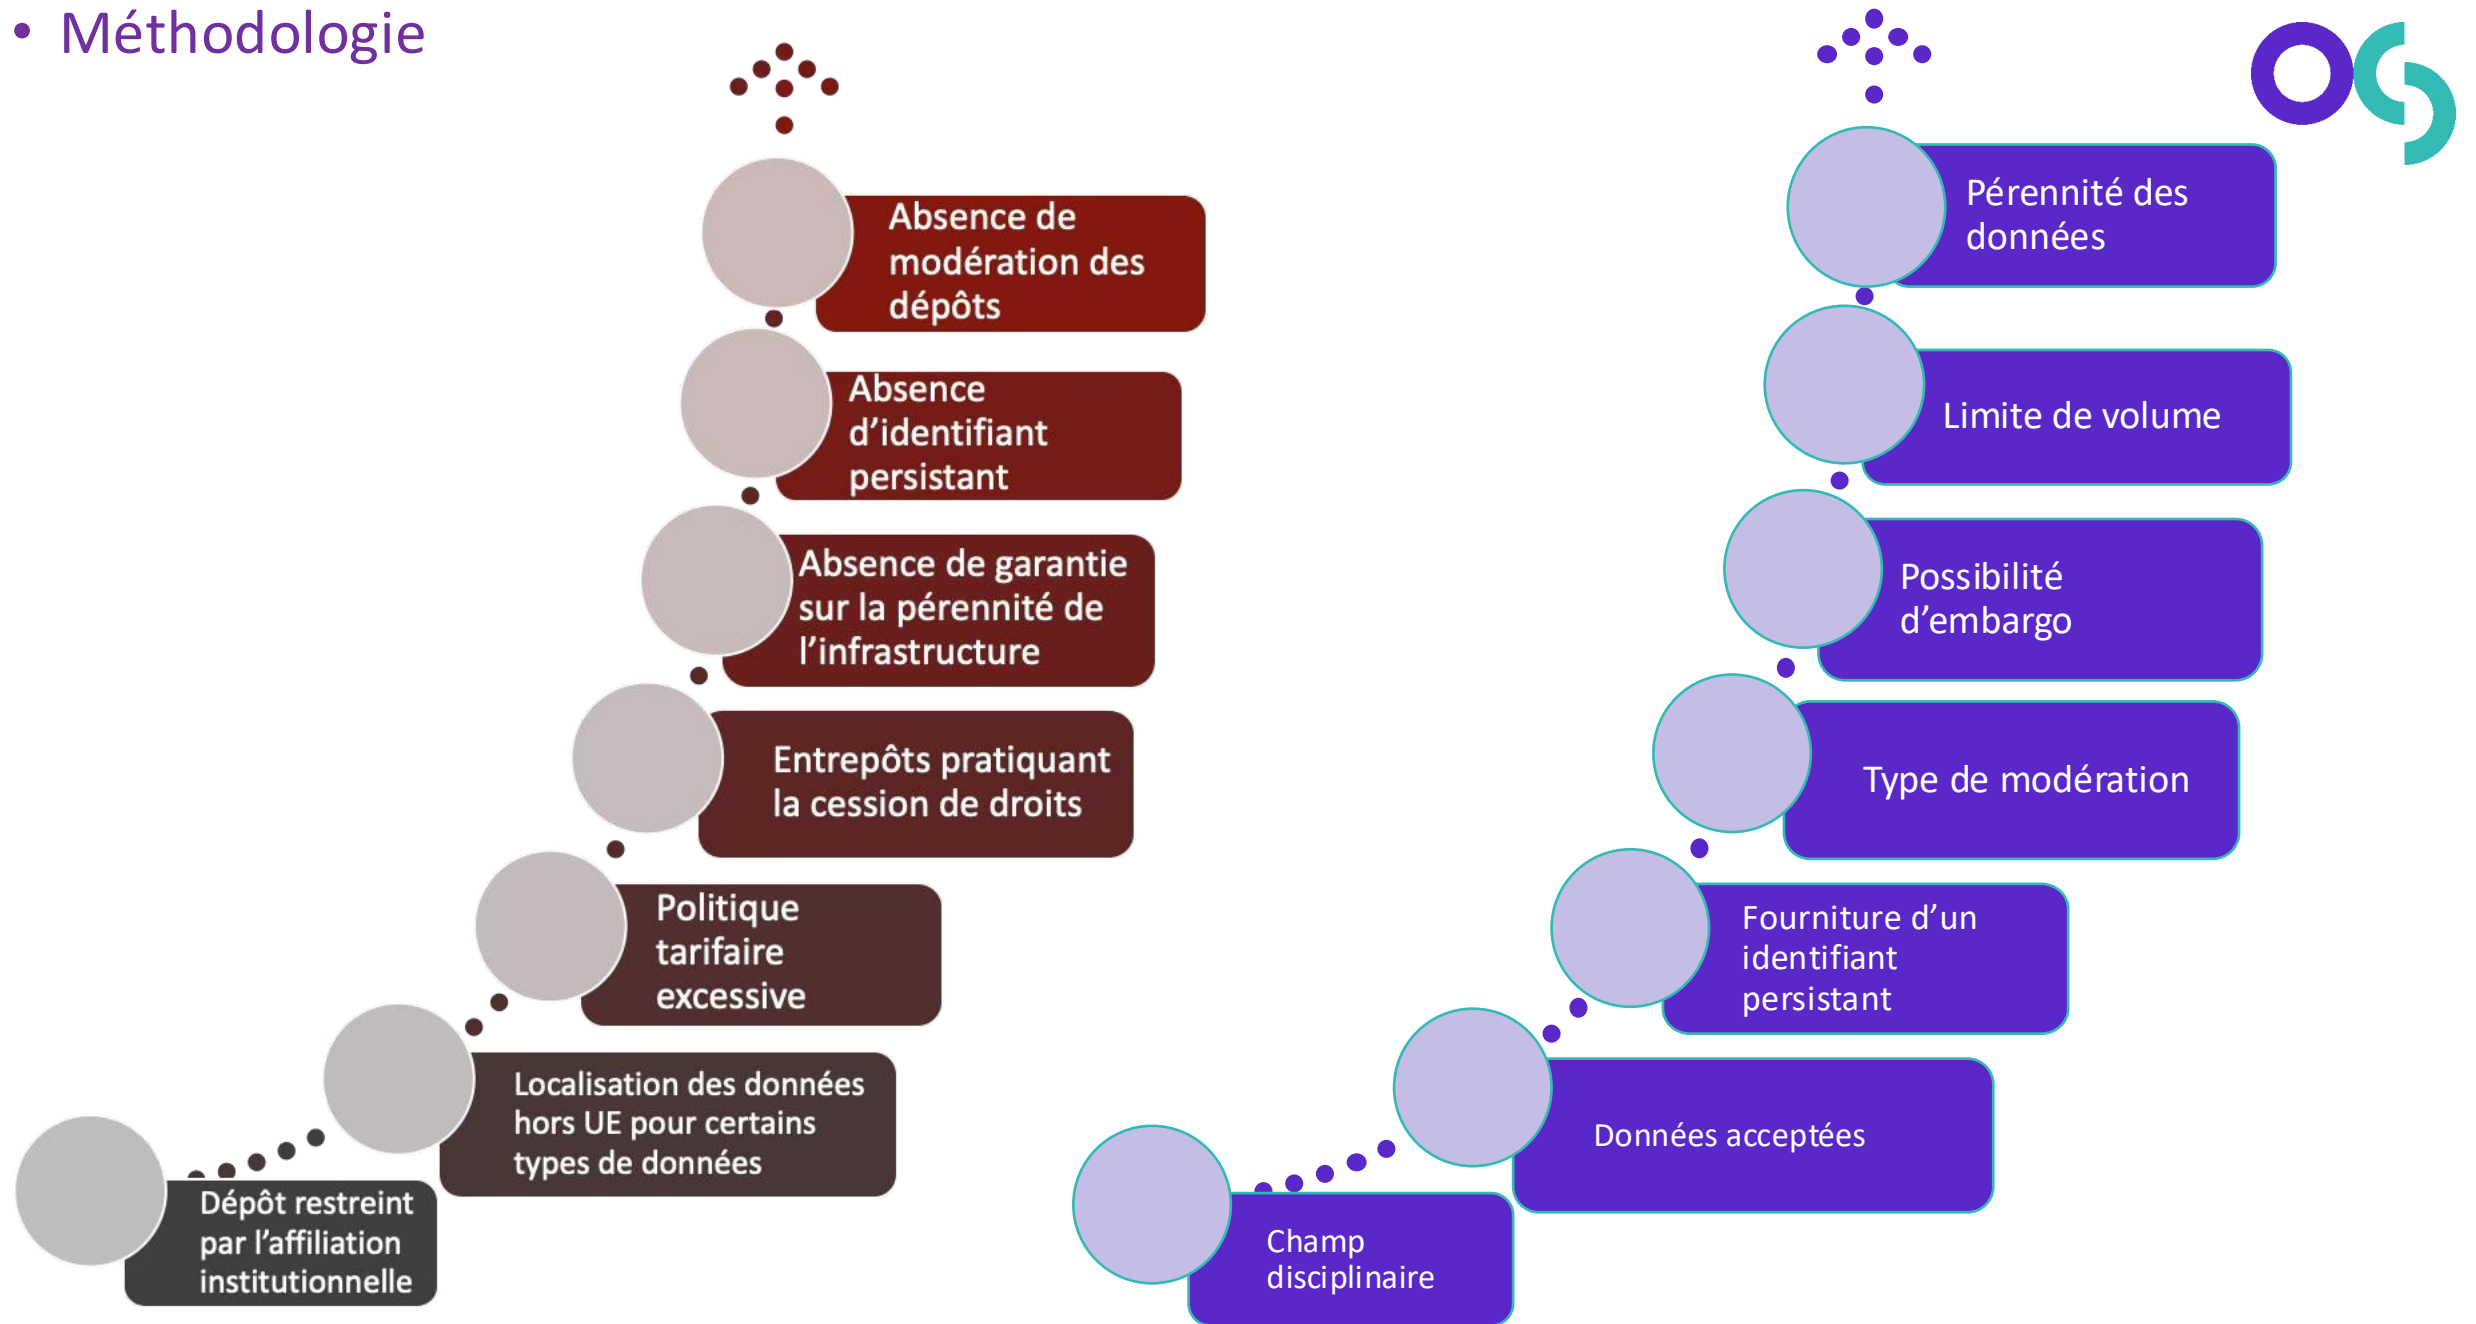 • Méthodologie
Absence de
modération des
dépôts
Absence
d’identifiant
persistant
Absence de garantie
sur la pérennité de
l’infrastructure
Entrepôts pratiquant
la cession de droits
Politique
tarifaire
excessive
Localisation des données
hors UE pour certains
types de données
Dépôt restreint
par l’affiliation
institutionnelle
Pérennité des
données
Limite de volume
Possibilité
d’embargo
Type de modération
Fourniture d’un
identifiant
persistant
Données acceptées
Champ
disciplinaire